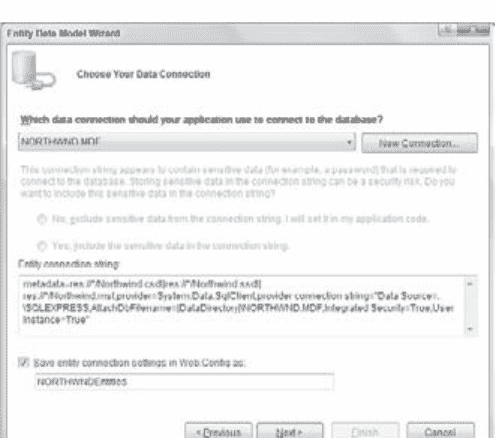 Entity Data Model Wizard
Choose Your Data Connection
Which data connection should your application use to connect to the database?
NORTHWND.MDF
New Connection...
This connection string appears to contain sensitive data (for example, a password) that is required to
connect to the database. Storing sensitive data in the connection string can be a security risk. Do you
want to include this sensitive data in the connection string?
No, exclude sensitive data from the connection string. I will set it in my application code.
Yes, include the sensitive data in the connection string.
Entity connection string:
metadata=res://*/Northwind.csdl|res://*/Northwind.ssdl|
res://*/Northwind.msl;provider=System.Data.SqlClient;provider connection string="Data Source=.
\SQLEXPRESS;AttachDbFilename=|DataDirectory|\NORTHWND.MDF;Integrated Security=True;User
Instance=True"
Save entity connection settings in Web.Config as:
NORTHWNDEntities
< Previous
Next >
Finish
Cancel